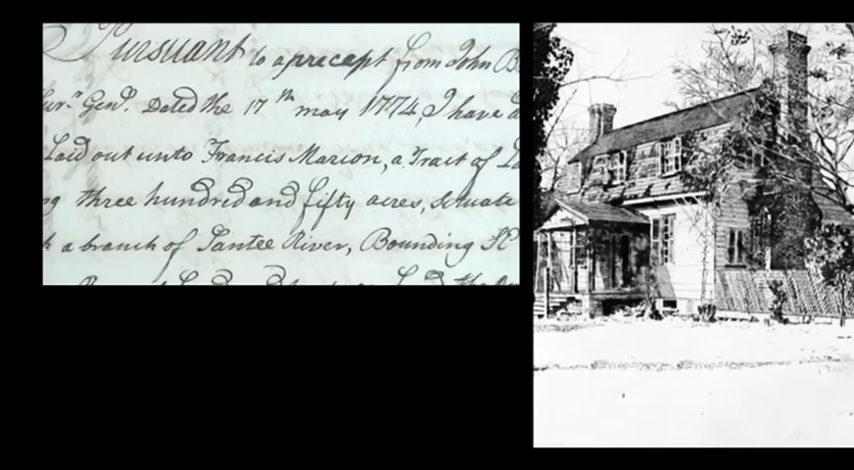 Pursuant to a precept from John
Genl. Dated the 17th may 1774, I have
Laid out unto Francis Marion, a Tract of
three hundred and fifty acres, situate
a branch of Santee River, Bounding